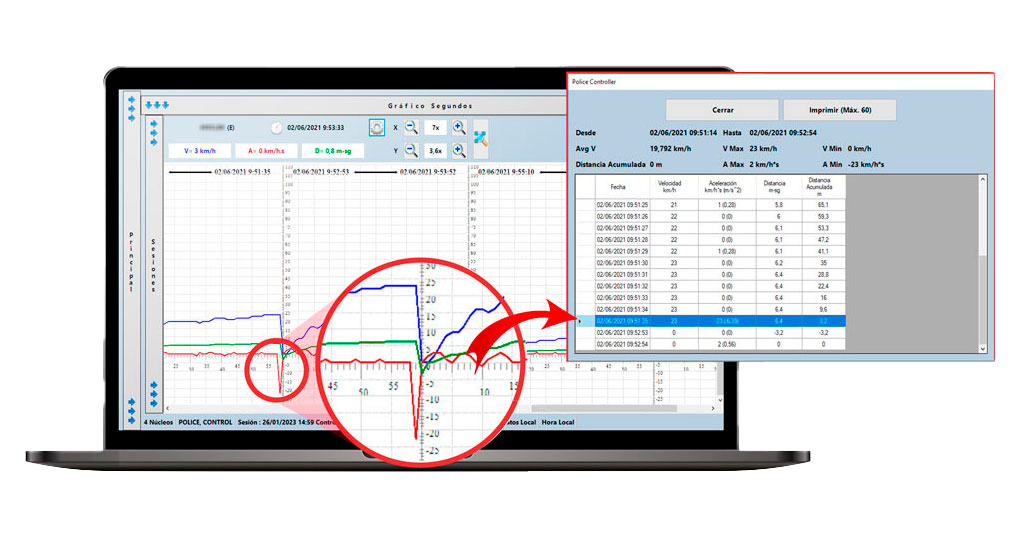 Gráfico Segundos
(E)
02/06/2021 9:53:33
X
7x
V= 3 km/h
A= 0 km/h.s
D= 0,8 m-sg
Y
3,6x
02/06/2021 9:51:35
02/06/2021 9:52:53
02/06/2021 9:53:52
02/06/2021 9:55:10
Principal
Sesiones
30
25
20
15
10
5
-5
-10
-15
-20
-25
45
50
55
5
10
15
4 Núcleos POLICE, CONTROL Sesión : 26/01/2023 14:59
Local Hora Local
Police Controller
Cerrar
Imprimir (Máx. 60)
Desde 02/06/2021 09:51:14 Hasta 02/06/2021 09:52:54
Avg V 19,792 km/h V Max 23 km/h V Min 0 km/h
Distancia Acumulada 0 m A Max 2 km/h*s A Min -23 km/h*s
Fecha Velocidad km/h Aceleración km/h*s (m/s^2) Distancia m-sg Distancia Acumulada m
02/06/2021 09:51:25 21 1 (0,28) 5,8 65,1
02/06/2021 09:51:26 22 0 (0) 6 59,3
02/06/2021 09:51:27 22 0 (0) 6,1 53,3
02/06/2021 09:51:28 22 0 (0) 6,1 47,2
02/06/2021 09:51:29 22 1 (0,28) 6,1 41,1
02/06/2021 09:51:30 23 0 (0) 6,2 35
02/06/2021 09:51:31 23 0 (0) 6,4 28,8
02/06/2021 09:51:32 23 0 (0) 6,4 22,4
02/06/2021 09:51:33 23 0 (0) 6,4 16
02/06/2021 09:51:34 23 0 (0) 6,4 9,6
02/06/2021 09:51:35 23 6,4 3,2
02/06/2021 09:52:53 0 0 (0) -3,2 -3,2
02/06/2021 09:52:54 0 2 (0,56) 0 0